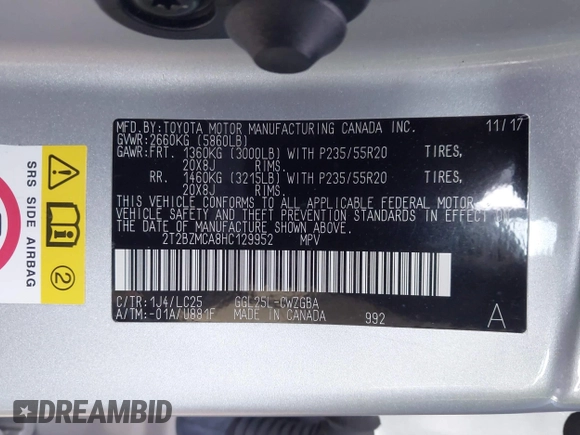 MFD.BY:TOYOTA MOTOR MANUFACTURING CANADA INC. 11/17
GVWR:2660KG (5860LB)
GAWR:FRT. 1360KG (3000LB) WITH P235/55R20 TIRES,
20X8J RIMS.
RR. 1460KG (3215LB) WITH P235/55R20 TIRES,
20X8J RIMS.
THIS VEHICLE CONFORMS TO ALL APPLICABLE FEDERAL MOTOR
VEHICLE SAFETY AND THEFT PREVENTION STANDARDS IN EFFECT ON
THE DATE OF MANUFACTURE SHOWN ABOVE.
2T2BZMCA8HC129952 MPV
C/TR:1J4/LC25 GGL25L-CWZGBA
A/TM:-01A/U881F MADE IN CANADA 992 A
SRS SIDE AIRBAG
2
DREAMBID